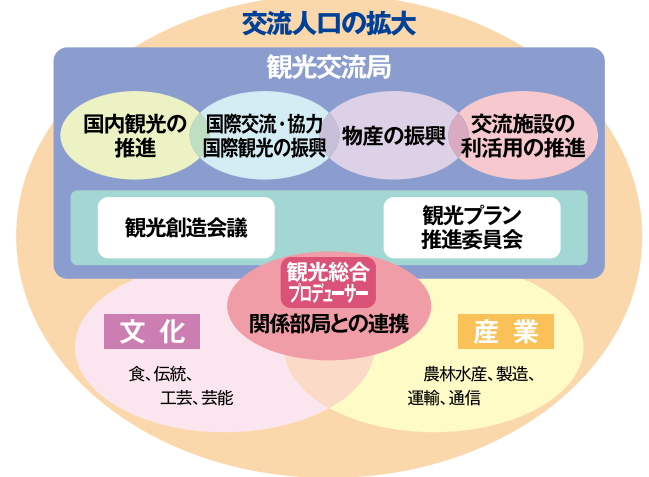 交流人口の拡大
観光交流局
国内観光の
推進
国際交流・協力
国際観光の振興
物産の振興
交流施設の
利活用の推進
観光創造会議
観光プラン
推進委員会
観光総合
プロデューサー
関係部局との連携
文化
食、伝統、
工芸、芸能
産業
農林水産、製造、
運輸、通信